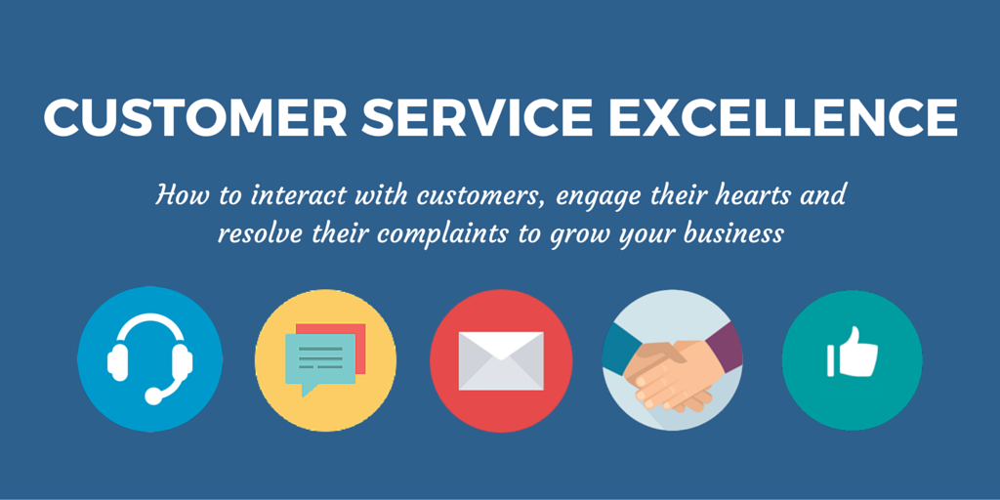 CUSTOMER SERVICE EXCELLENCE
How to interact with customers, engage their hearts and
resolve their complaints to grow your business